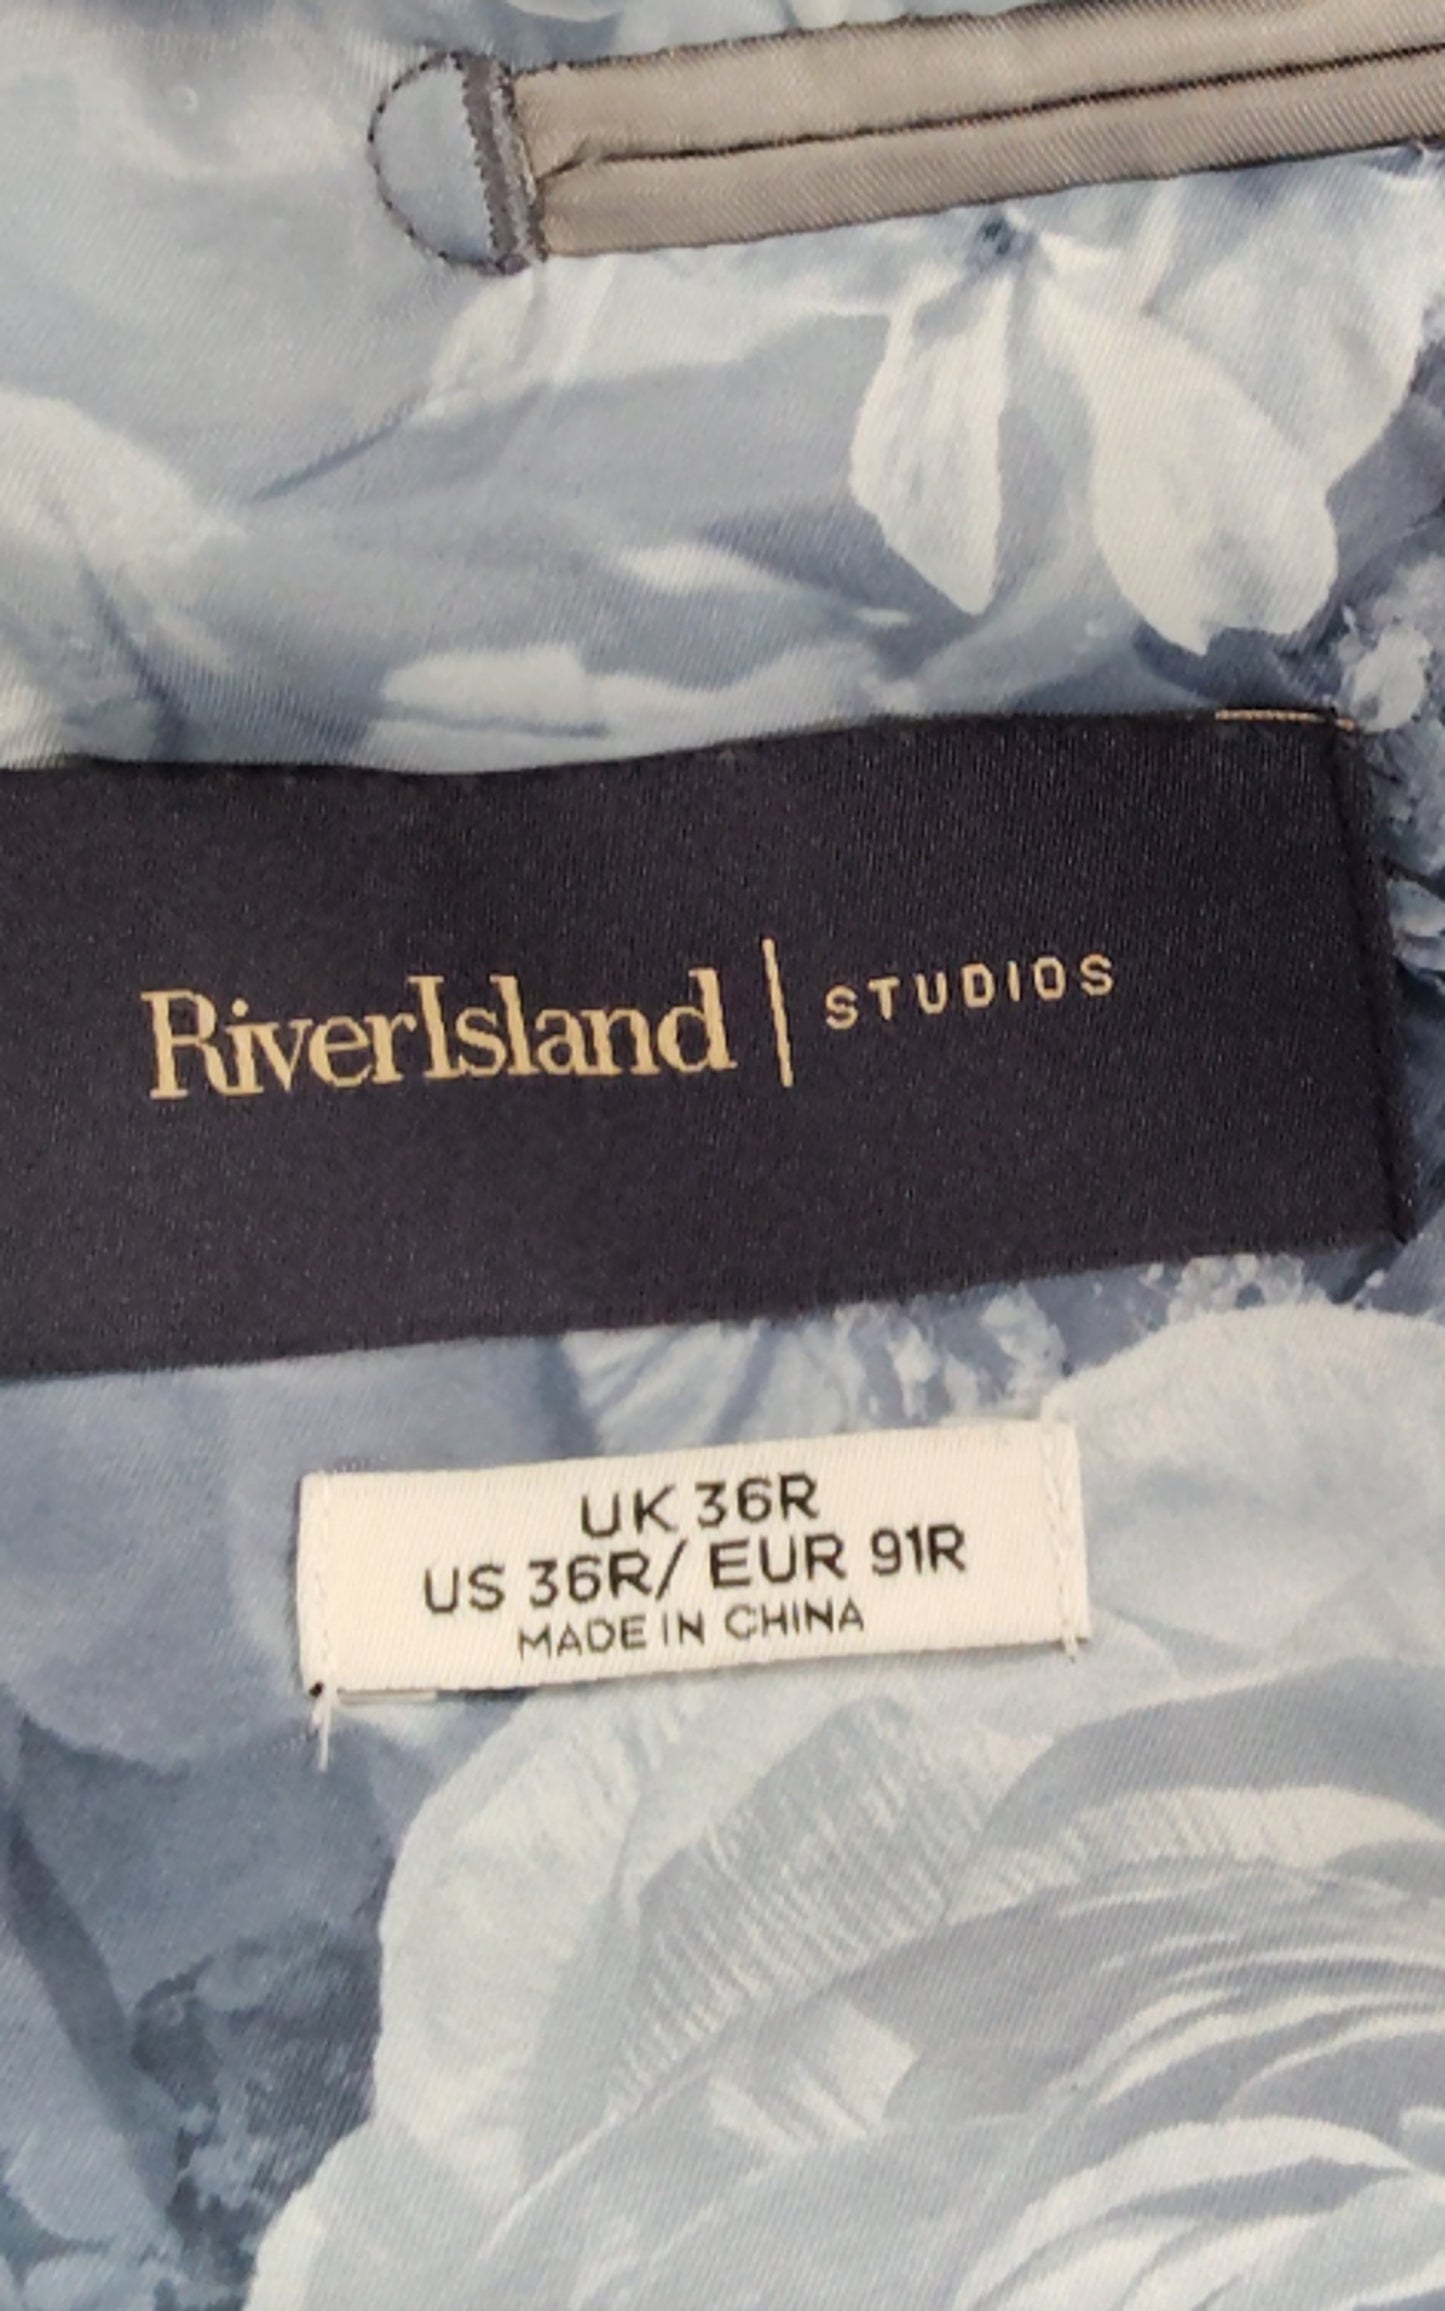 RiverIsland | STUDIOS
UK 36R
US 36R/ EUR 91R
MADE IN CHINA